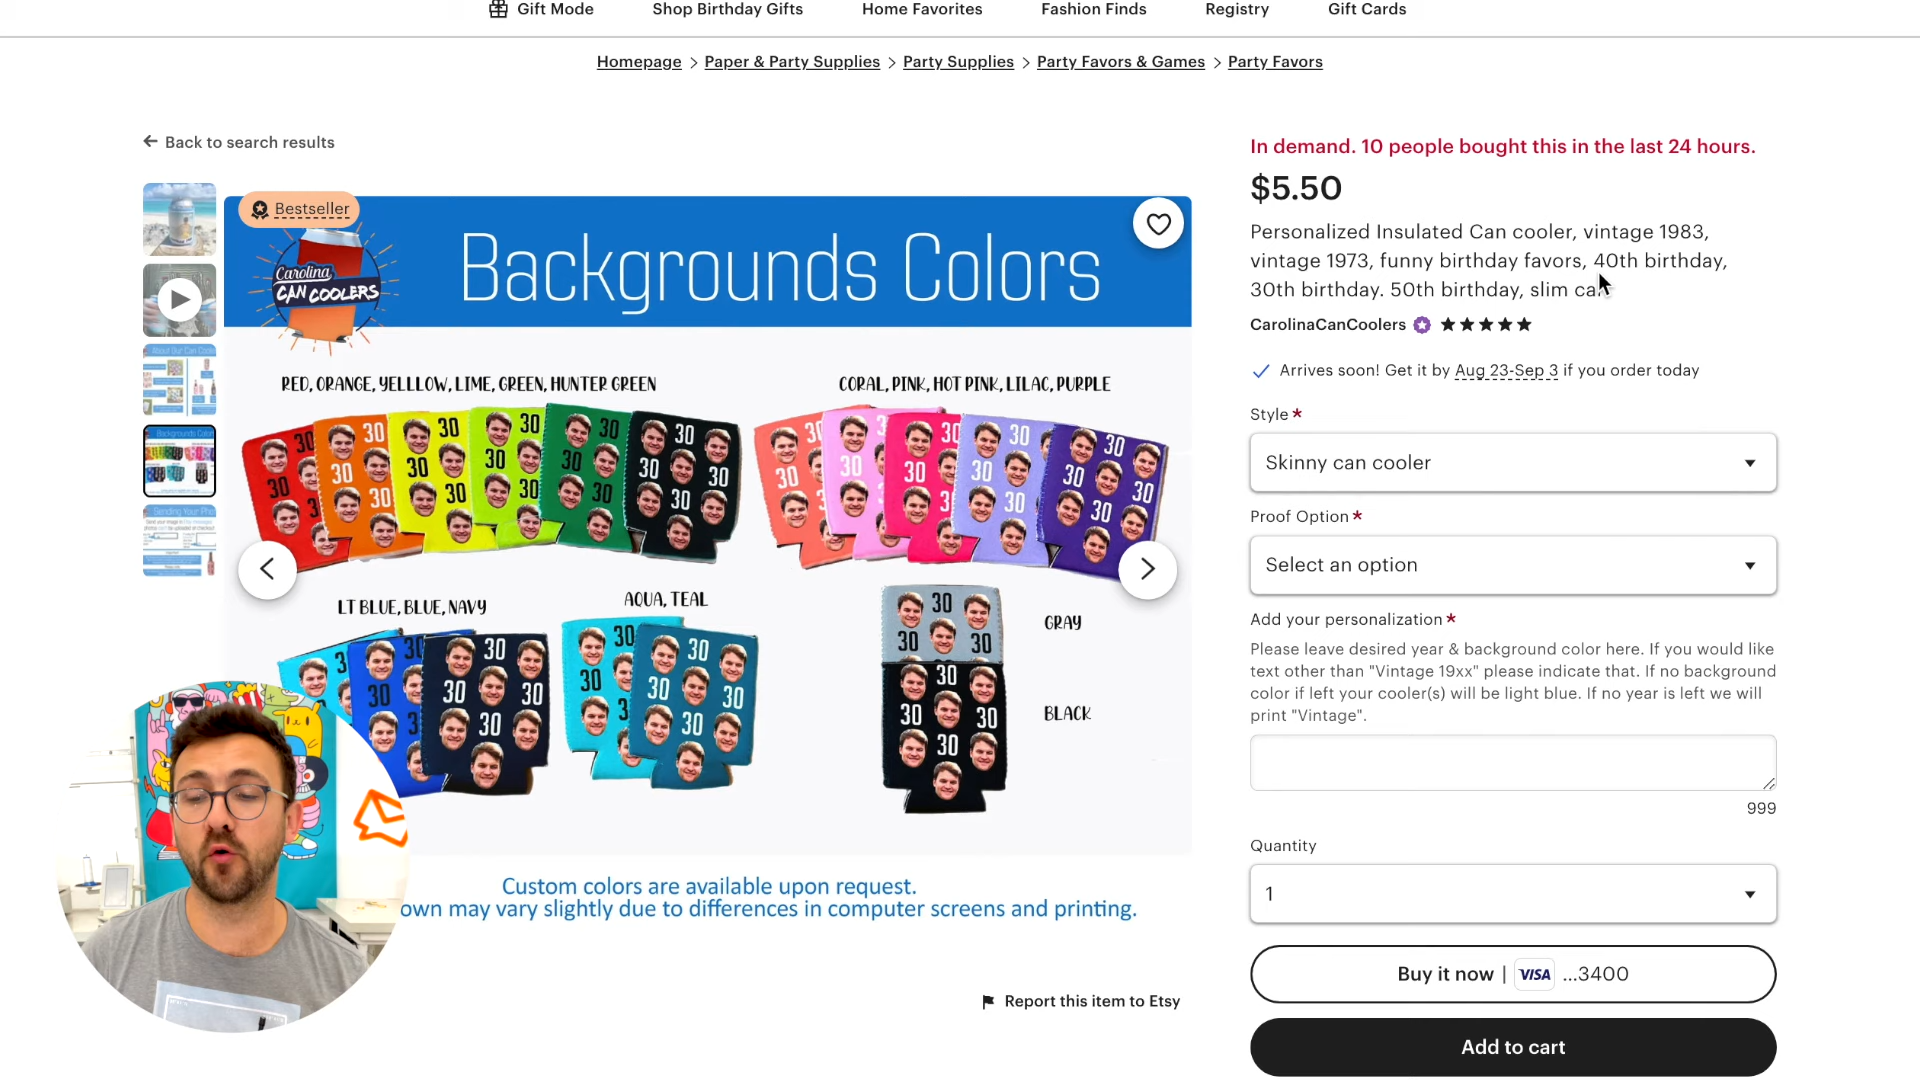 Gift Mode
Shop Birthday Gifts
Home Favorites
Fashion Finds
Registry
Gift Cards
Homepage > Paper & Party Supplies > Party Supplies > Party Favors & Games > Party Favors
Back to search results
Bestseller
Carolina
CAN COOLERS
Backgrounds Colors
RED, ORANGE, YELLLOW, LIME, GREEN, HUNTER GREEN
CORAL, PINK, HOT PINK, LILAC, PURPLE
LT BLUE, BLUE, NAVY
AQUA, TEAL
GRAY
BLACK
30
Custom colors are available upon request.
own may vary slightly due to differences in computer screens and printing.
Report this item to Etsy
In demand. 10 people bought this in the last 24 hours.
$5.50
Personalized Insulated Can cooler, vintage 1983,
vintage 1973, funny birthday favors, 40th birthday,
30th birthday. 50th birthday, slim can
CarolinaCanCoolers
Arrives soon! Get it by Aug 23-Sep 3 if you order today
Style *
Skinny can cooler
Proof Option *
Select an option
Add your personalization *
Please leave desired year & background color here. If you would like
text other than "Vintage 19xx" please indicate that. If no background
color if left your cooler(s) will be light blue. If no year is left we will
print "Vintage".
999
Quantity
1
Buy it now | VISA ...3400
Add to cart